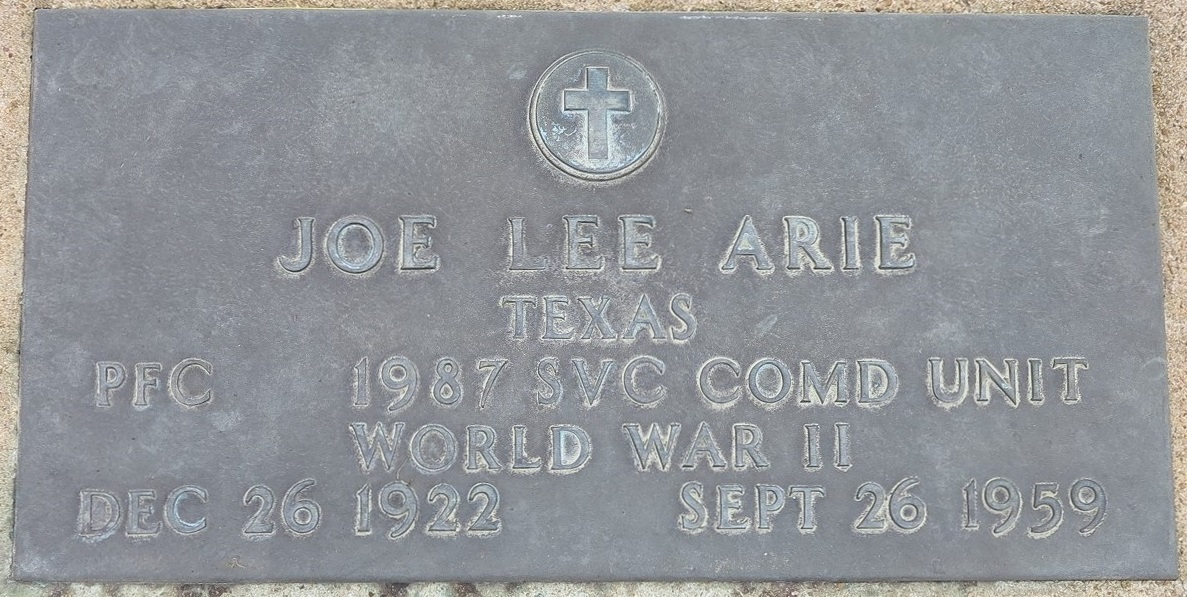 JOE LEE ARIE
TEXAS
PFC 1987 SVC COMD UNIT
WORLD WAR II
DEC 26 1922 SEPT 26 1959